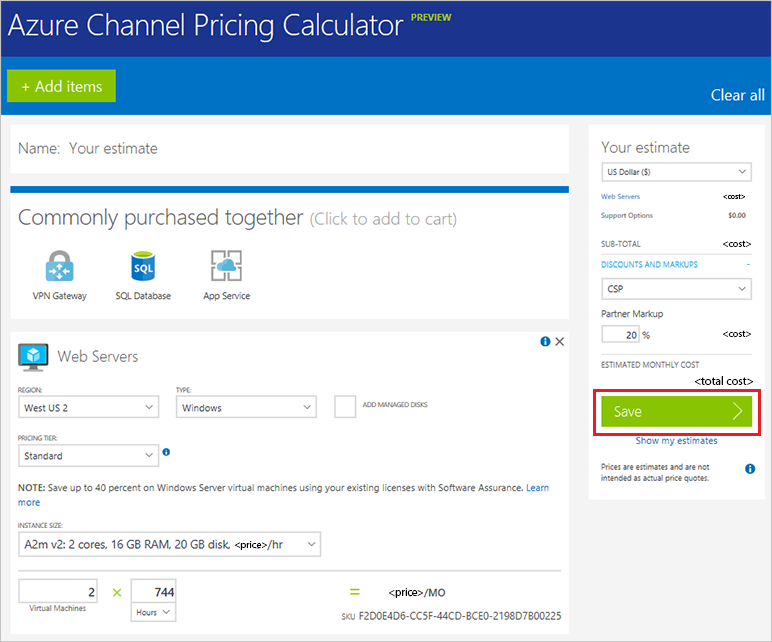 Azure Channel Pricing Calculator PREVIEW
+ Add items
Clear all
Name: Your estimate
Commonly purchased together (Click to add to cart)
VPN Gateway
SQL
SQL Database
App Service
Web Servers
REGION:
West US 2
TYPE:
Windows
ADD MANAGED DISKS
PRICING TIER:
Standard
NOTE: Save up to 40 percent on Windows Server virtual machines using your existing licenses with Software Assurance. Learn
more
INSTANCE SIZE:
A2m v2: 2 cores, 16 GB RAM, 20 GB disk, <price>/hr
2
Virtual Machines
×
744
Hours
= <price>/MO
SKU F2D0E4D6-CC5F-44CD-BCE0-2198D7B00225
Your estimate
US Dollar ($)
Web Servers <cost>
Support Options $0.00
SUB-TOTAL <cost>
DISCOUNTS AND MARKUPS -
CSP
Partner Markup
20 % <cost>
ESTIMATED MONTHLY COST
<total cost>
Save
Show my estimates
Prices are estimates and are not
intended as actual price quotes.